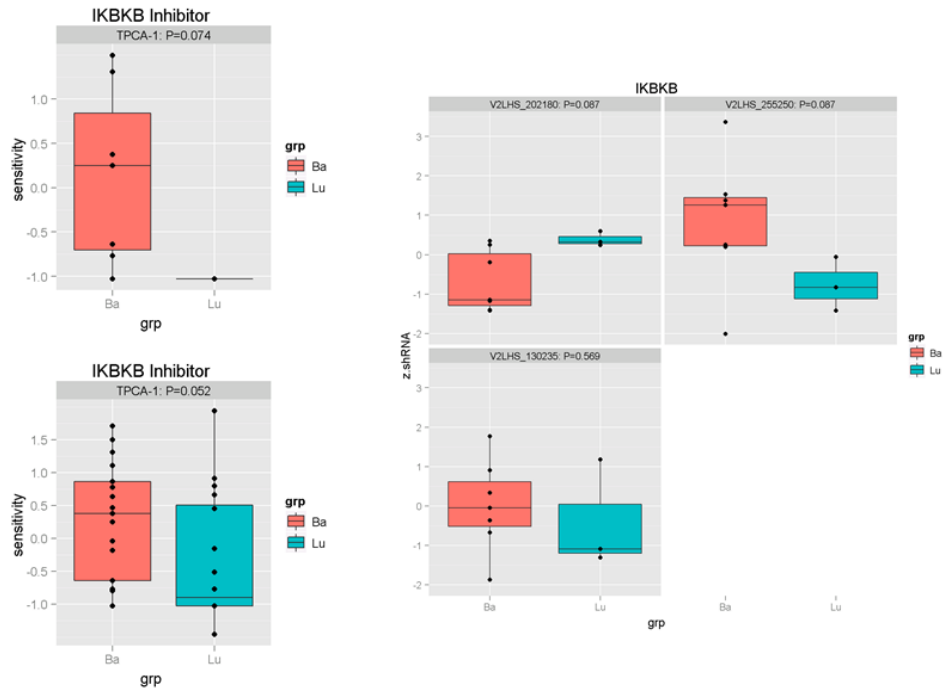 IKBKB Inhibitor
TPCA-1: P=0.074
1.0
0.5
0.0
-0.5
-1.0
sensitivity
Ba
Lu
grp
grp
Ba
Lu
IKBKB Inhibitor
TPCA-1: P=0.052
1.5
1.0
0.5
0.0
-0.5
-1.0
sensitivity
Ba
Lu
grp
grp
Ba
Lu
IKBKB
V2LHS_202180: P=0.087
V2LHS_255250: P=0.087
3
2
1
0
-1
-2
z.shRNA
V2LHS_130235: P=0.569
3
2
1
0
-1
-2
Ba
Lu
Ba
Lu
grp
grp
Ba
Lu